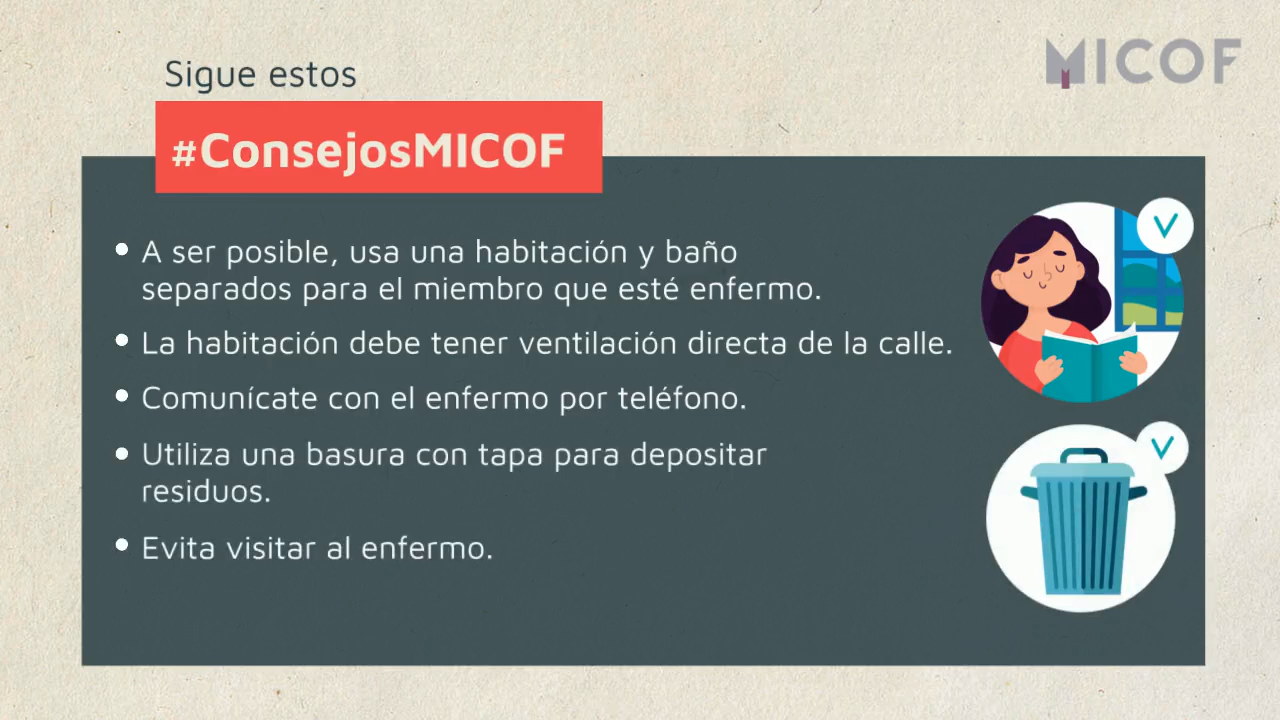 MICOF
Sigue estos
#ConsejosMICOF
• A ser posible, usa una habitación y baño
separados para el miembro que esté enfermo.
• La habitación debe tener ventilación directa de la calle.
• Comunícate con el enfermo por teléfono.
• Utiliza una basura con tapa para depositar
residuos.
• Evita visitar al enfermo.